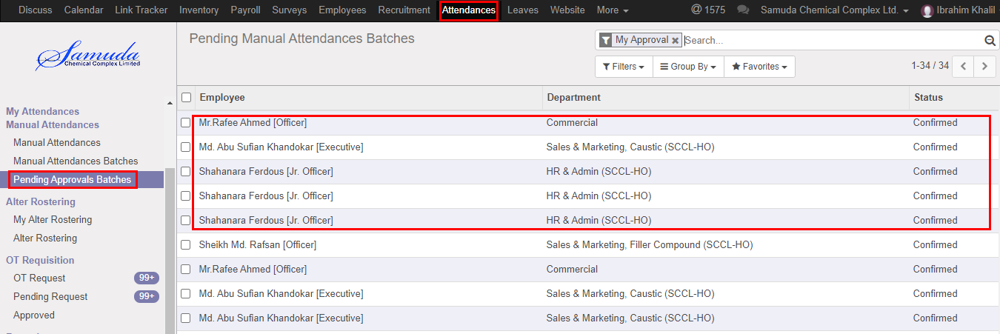 Discuss Calendar Link Tracker Inventory Payroll Surveys Employees Recruitment Attendances Leaves Website More @ 1575 Samuda Chemical Complex Ltd. Ibrahim Khalil
Samuda
Chemical Complex Limited
Pending Manual Attendances Batches
My Approval Search...
Filters Group By Favorites 1-34 / 34
My Attendances
Manual Attendances
Manual Attendances
Manual Attendances Batches
Pending Approvals Batches
Alter Rostering
My Alter Rostering
Alter Rostering
OT Requisition
OT Request 99+
Pending Request 99+
Approved
Employee Department Status
Mr.Rafee Ahmed [Officer] Commercial Confirmed
Md. Abu Sufian Khandokar [Executive] Sales & Marketing, Caustic (SCCL-HO) Confirmed
Shahanara Ferdous [Jr. Officer] HR & Admin (SCCL-HO) Confirmed
Shahanara Ferdous [Jr. Officer] HR & Admin (SCCL-HO) Confirmed
Shahanara Ferdous [Jr. Officer] HR & Admin (SCCL-HO) Confirmed
Sheikh Md. Rafsan [Officer] Sales & Marketing, Filler Compound (SCCL-HO) Confirmed
Mr.Rafee Ahmed [Officer] Commercial Confirmed
Md. Abu Sufian Khandokar [Executive] Sales & Marketing, Caustic (SCCL-HO) Confirmed
Md. Abu Sufian Khandokar [Executive] Sales & Marketing, Caustic (SCCL-HO) Confirmed